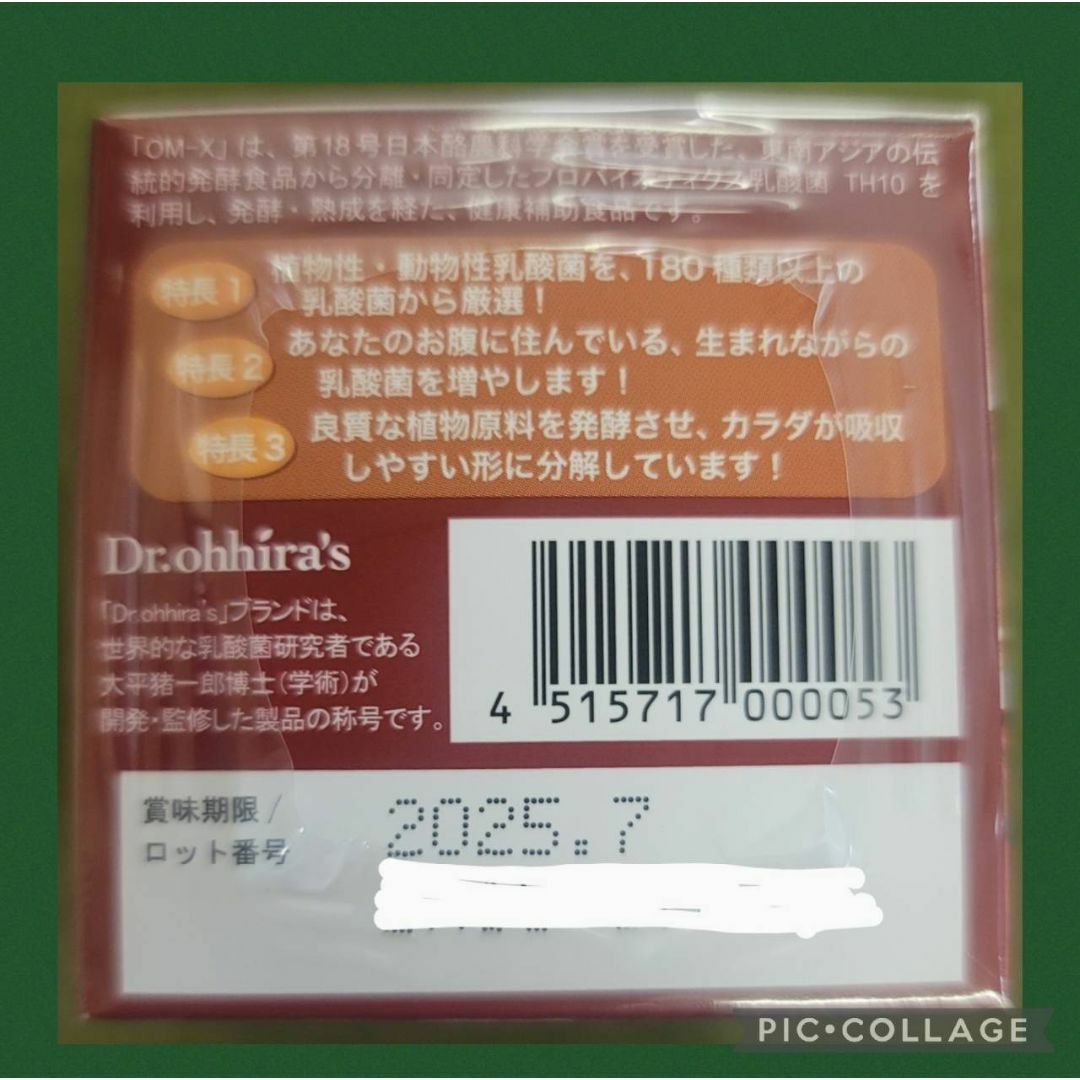 「OM-X」は、第18号日本酪農科学会賞を受賞した、東南アジアの伝
統的発酵食品から分離・同定したプロバイオティクス乳酸菌 TH10 を
利用し、発酵・熟成を経た、健康補助食品です。
特長1 植物性・動物性乳酸菌を、180種類以上の
乳酸菌から厳選！
特長2 あなたのお腹に住んでいる、生まれながらの
乳酸菌を増やします！
特長3 良質な植物原料を発酵させ、カラダが吸収
しやすい形に分解しています！
Dr.ohhira's
「Dr.ohhira's」ブランドは、
世界的な乳酸菌研究者である
大平猪一郎博士（学術）が
開発・監修した製品の称号です。
4 515717 000053
賞味期限/ 2025.7
ロット番号
PIC•COLLAGE